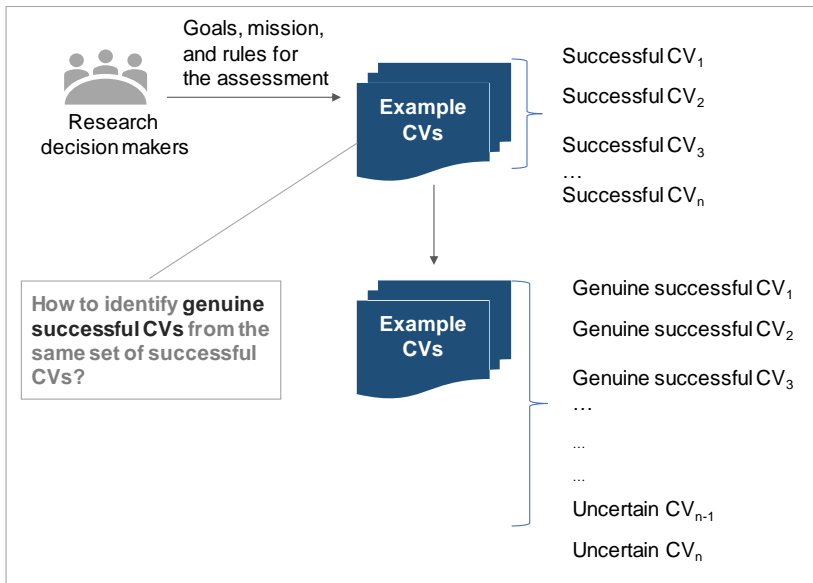 Goals, mission,
and rules for
the assessment
Research
decision makers
Example
CVs
Successful CV₁
Successful CV₂
Successful CV₃
…
Successful CVₙ
How to identify genuine
successful CVs from the
same set of successful
CVs?
Example
CVs
Genuine successful CV₁
Genuine successful CV₂
Genuine successful CV₃
…
...
...
Uncertain CVₙ₋₁
Uncertain CVₙ